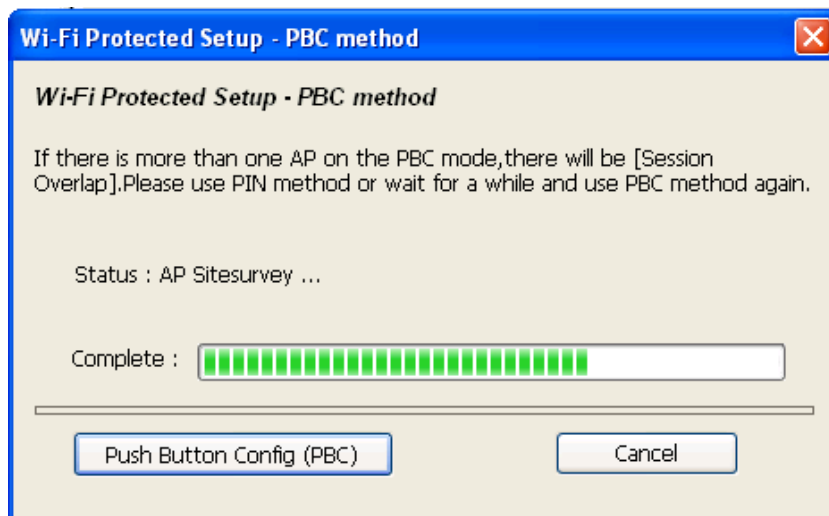 Wi-Fi Protected Setup - PBC method
Wi-Fi Protected Setup - PBC method
If there is more than one AP on the PBC mode,there will be [Session
Overlap].Please use PIN method or wait for a while and use PBC method again.
Status : AP Sitesurvey ...
Complete :
Push Button Config (PBC)
Cancel